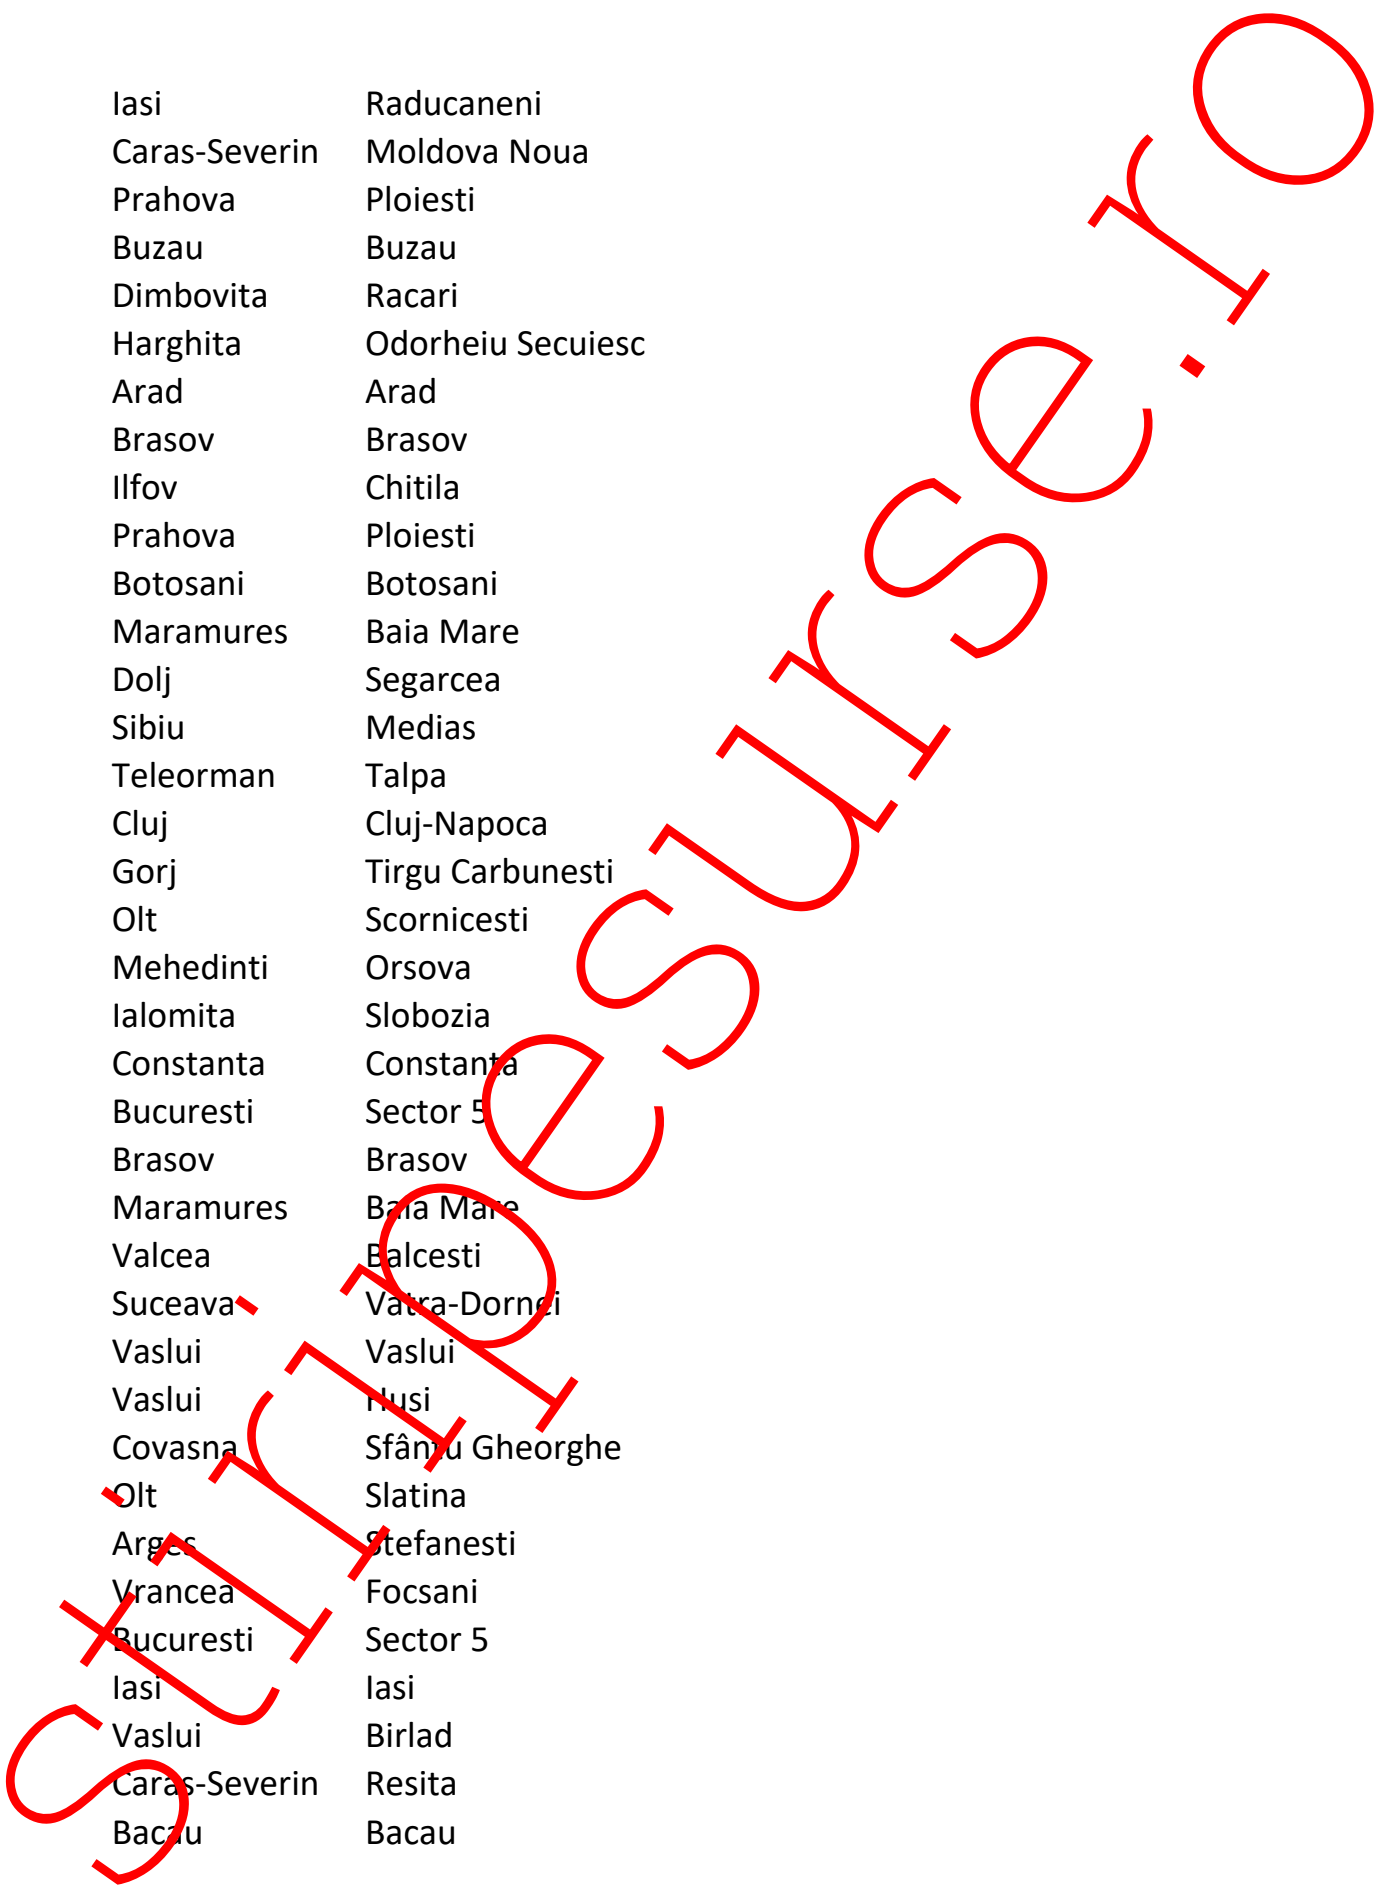 Iasi Raducaneni
Caras-Severin Moldova Noua
Prahova Ploiesti
Buzau Buzau
Dimbovita Racari
Harghita Odorheiu Secuiesc
Arad Arad
Brasov Brasov
Ilfov Chitila
Prahova Ploiesti
Botosani Botosani
Maramures Baia Mare
Dolj Segarcea
Sibiu Medias
Teleorman Talpa
Cluj Cluj-Napoca
Gorj Tirgu Carbunesti
Olt Scornicesti
Mehedinti Orsova
Ialomita Slobozia
Constanta Constanta
Bucuresti Sector 5
Brasov Brasov
Maramures Baia Mare
Valcea Balcesti
Suceava Vatra-Dornei
Vaslui Vaslui
Vaslui Husi
Covasna Sfântu Gheorghe
Olt Slatina
Arges Stefanesti
Vrancea Focsani
Bucuresti Sector 5
Iasi Iasi
Vaslui Birlad
Caras-Severin Resita
Bacau Bacau
stiripesurse.ro